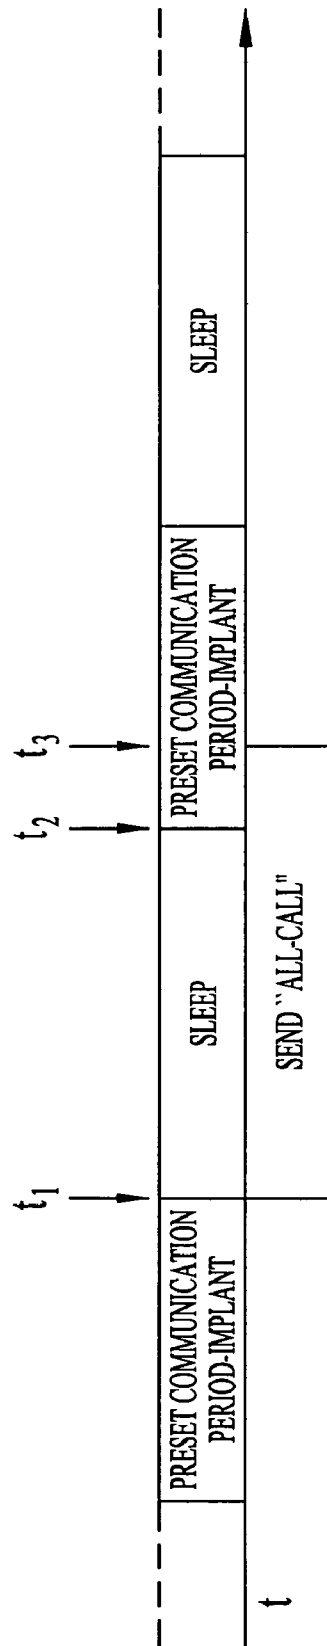 t1
t2
t3
PRESET COMMUNICATION
PERIOD-IMPLANT
SLEEP
PRESET COMMUNICATION
PERIOD-IMPLANT
SLEEP
SEND ``ALL-CALL"
t